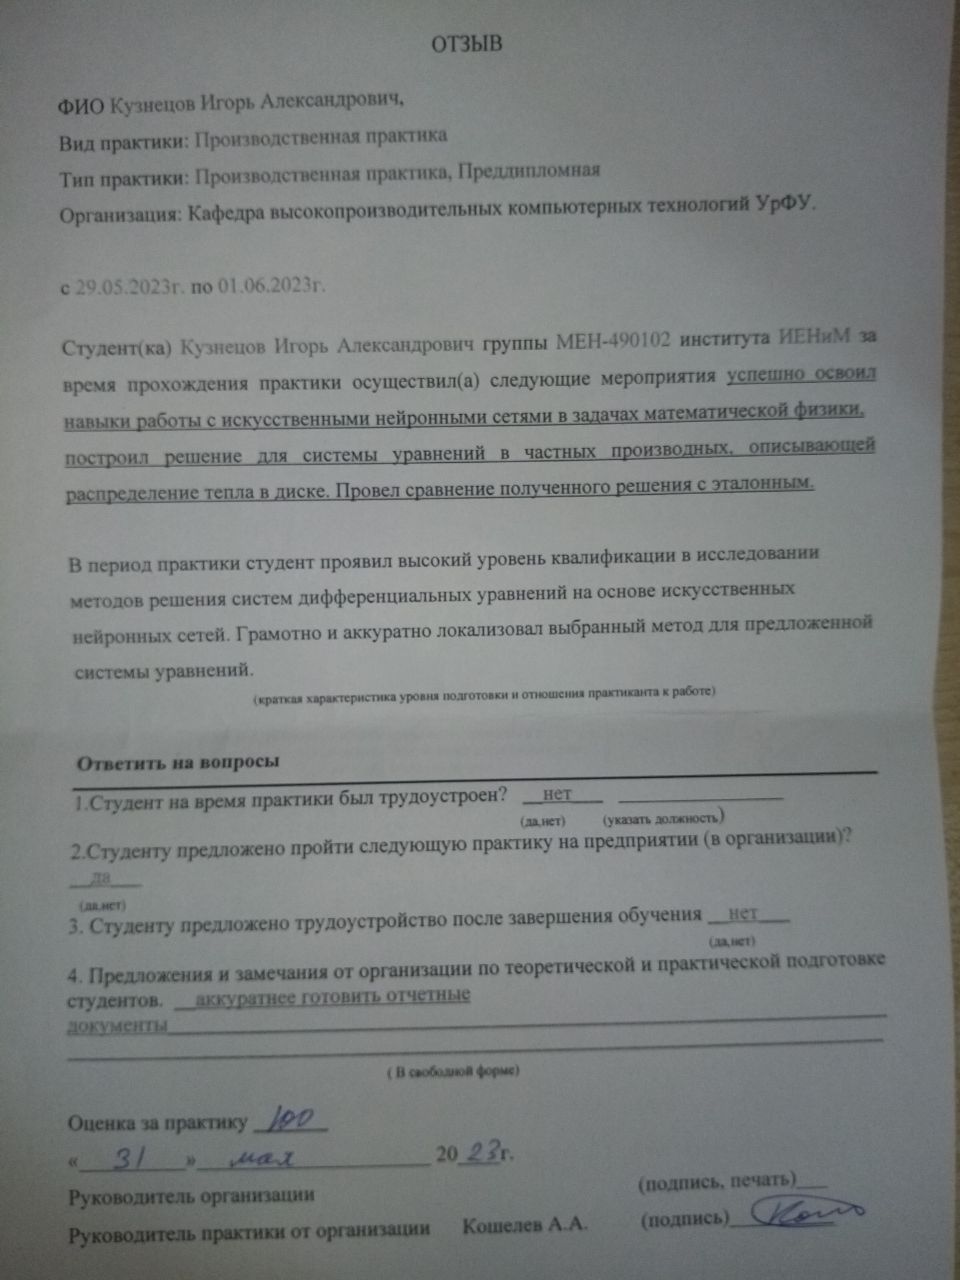 ОТЗЫВ
ФИО Кузнецов Игорь Александрович,
Вид практики: Производственная практика
Тип практики: Производственная практика, Преддипломная
Организация: Кафедра высокопроизводительных компьютерных технологий УрФУ.
с 29.05.2023г. по 01.06.2023г.
Студент(ка) Кузнецов Игорь Александрович группы МЕН-490102 института ИЕНиМ за
время прохождения практики осуществил(а) следующие мероприятия успешно освоил
навыки работы с искусственными нейронными сетями в задачах математической физики,
построил решение для системы уравнений в частных производных, описывающей
распределение тепла в диске. Провел сравнение полученного решения с эталонным.
В период практики студент проявил высокий уровень квалификации в исследовании
методов решения систем дифференциальных уравнений на основе искусственных
нейронных сетей. Грамотно и аккуратно локализовал выбранный метод для предложенной
системы уравнений.
(краткая характеристика уровня подготовки и отношения практиканта к работе)
Ответить на вопросы
1.Студент на время практики был трудоустроен? __нет___ _______________
(да,нет) (указать должность)
2.Студенту предложено пройти следующую практику на предприятии (в организации)?
__да___
(да,нет)
3. Студенту предложено трудоустройство после завершения обучения __нет___
(да,нет)
4. Предложения и замечания от организации по теоретической и практической подготовке
студентов. __аккуратнее готовить отчетные
документы
( В свободной форме)
Оценка за практику 100
«31» мая 2023г.
Руководитель организации (подпись, печать)___
Руководитель практики от организации Кошелев А.А. (подпись)